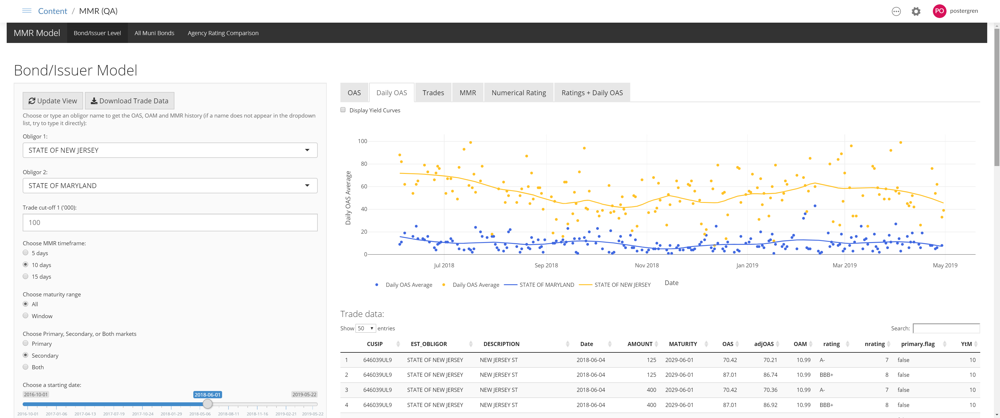 Content / MMR (QA)
PO postergren
MMR Model Bond/Issuer Level All Muni Bonds Agency Rating Comparison
Bond/Issuer Model
Update View Download Trade Data
Choose or type an obligor name to get the OAS, OAM and MMR history (if a name does not appear in the dropdown
list, try to type it directly):
Obligor 1:
STATE OF NEW JERSEY
Obligor 2:
STATE OF MARYLAND
Trade cut-off 1 ('000):
100
Choose MMR timeframe:
5 days
10 days
15 days
Choose maturity range
All
Window
Choose Primary, Secondary, or Both markets
Primary
Secondary
Both
Choose a starting date:
2016-10-01 2018-06-01 2019-05-22
2016-10-01 2017-01-06 2017-04-13 2017-07-19 2017-10-24 2018-01-29 2018-05-06 2018-08-11 2018-11-16 2019-02-21 2019-05-22
OAS Daily OAS Trades MMR Numerical Rating Ratings + Daily OAS
Display Yield Curves
Daily OAS Average
100
80
60
40
20
0
Jul 2018 Sep 2018 Nov 2018 Jan 2019 Mar 2019 May 2019
Daily OAS Average Daily OAS Average STATE OF MARYLAND STATE OF NEW JERSEY Date
Trade data:
Show 50 entries Search:
CUSIP EST_OBLIGOR DESCRIPTION Date AMOUNT MATURITY OAS adjOAS OAM rating nrating primary.flag YtM
1 646039UL9 STATE OF NEW JERSEY NEW JERSEY ST 2018-06-04 125 2029-06-01 70.42 70.21 10.99 A- 7 false 10
2 646039UL9 STATE OF NEW JERSEY NEW JERSEY ST 2018-06-04 125 2029-06-01 87.01 86.74 10.99 BBB+ 8 false 10
3 646039UL9 STATE OF NEW JERSEY NEW JERSEY ST 2018-06-04 400 2029-06-01 70.42 70.36 10.99 A- 7 false 10
4 646039UL9 STATE OF NEW JERSEY NEW JERSEY ST 2018-06-04 400 2029-06-01 87.01 86.92 10.99 BBB+ 8 false 10